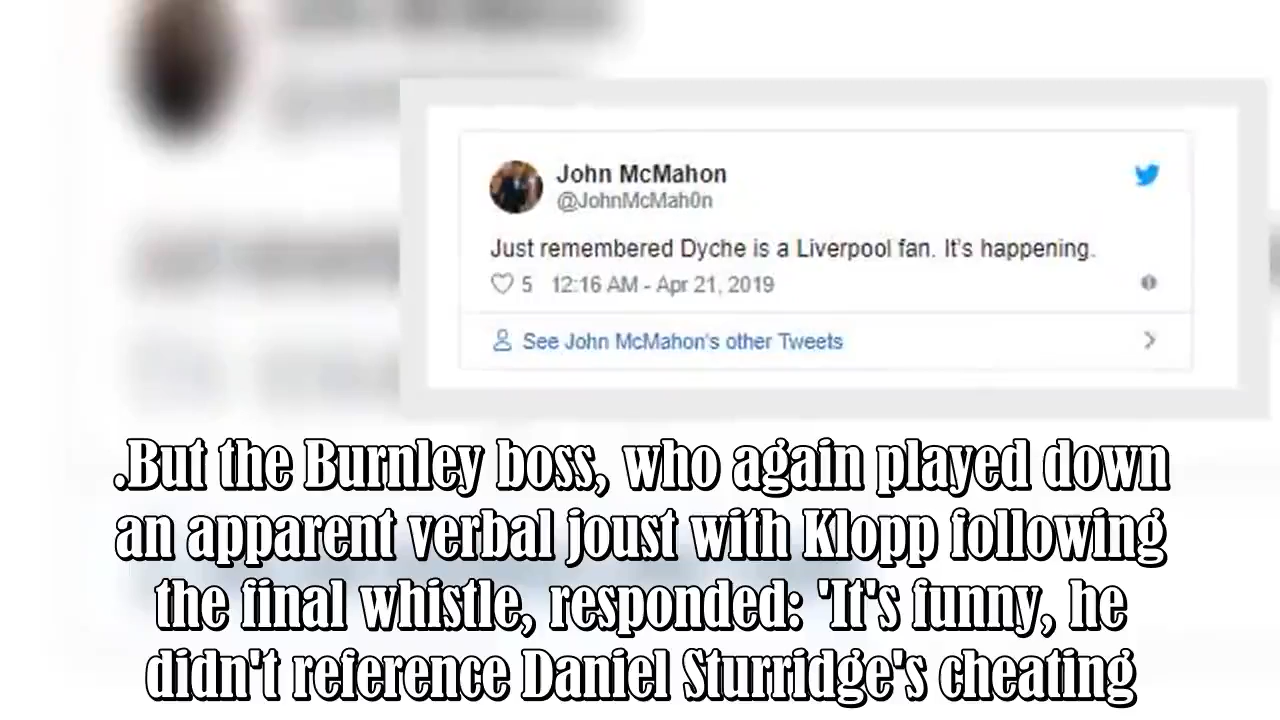 John McMahon
@JohnMcMah0n
Just remembered Dyche is a Liverpool fan. It's happening.
5 12:16 AM - Apr 21, 2019
See John McMahon's other Tweets
.But the Burnley boss, who again played down
an apparent verbal joust with Klopp following
the final whistle, responded: 'It's funny, he
didn't reference Daniel Sturridge's cheating